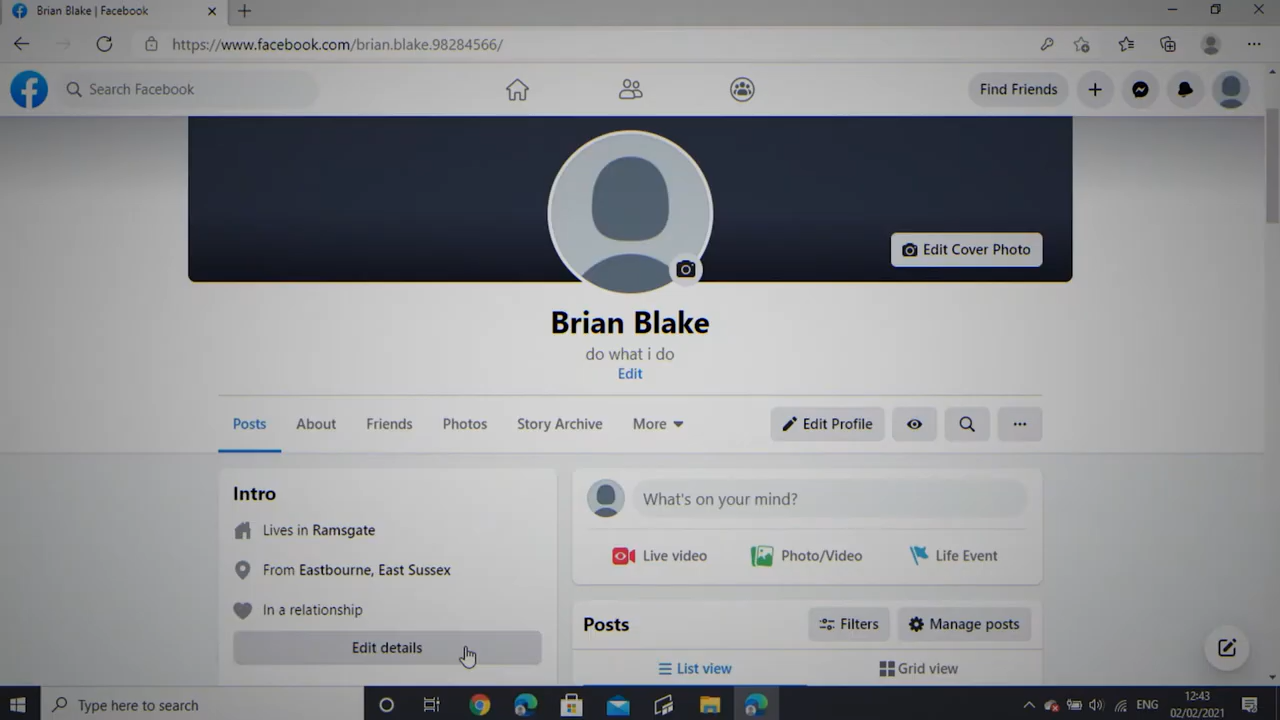 Brian Blake | Facebook
https://www.facebook.com/brian.blake.98284566/
Search Facebook
Find Friends
Edit Cover Photo
Brian Blake
do what i do
Edit
Posts About Friends Photos Story Archive More
Edit Profile
Intro
Lives in Ramsgate
From Eastbourne, East Sussex
In a relationship
Edit details
What's on your mind?
Live video Photo/Video Life Event
Posts Filters Manage posts
List view Grid view
Type here to search
ENG
12:43
02/02/2021